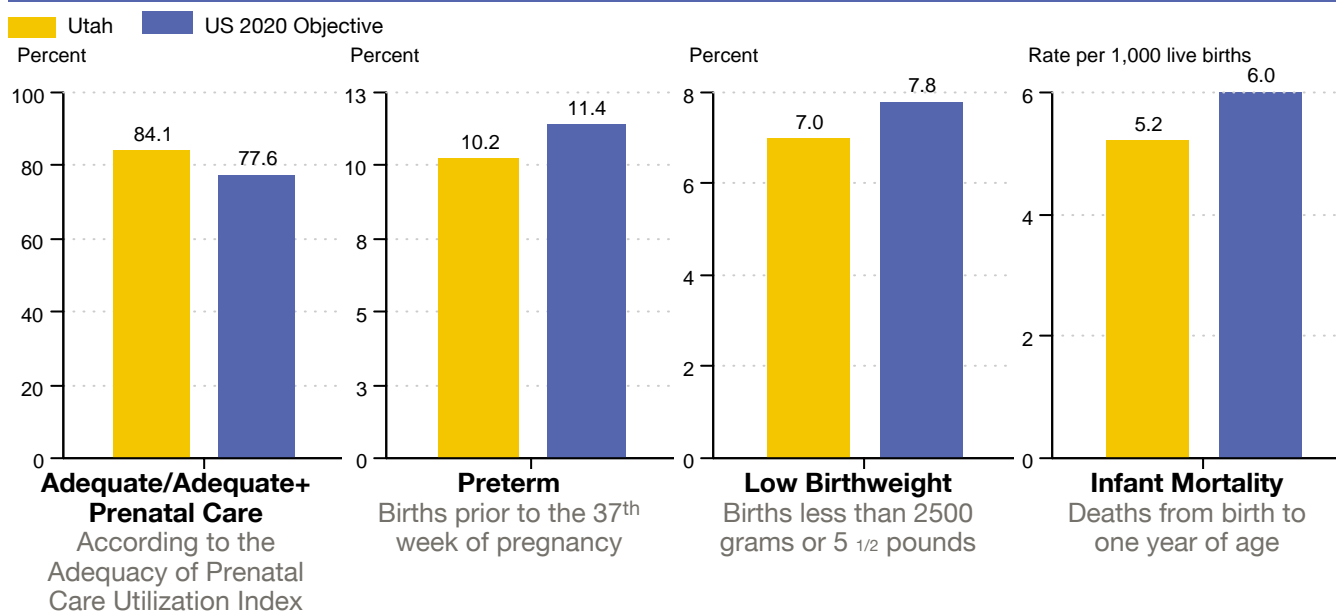 Utah
US 2020 Objective
Percent
100
80
60
40
20
0
84.1
77.6
Adequate/Adequate+
Prenatal Care
According to the
Adequacy of Prenatal
Care Utilization Index
Percent
13
10
8
5
3
0
10.2
11.4
Preterm
Births prior to the 37th
week of pregnancy
Percent
8
6
4
2
0
7.0
7.8
Low Birthweight
Births less than 2500
grams or 5 1/2 pounds
Rate per 1,000 live births
6
4
2
0
5.2
6.0
Infant Mortality
Deaths from birth to
one year of age